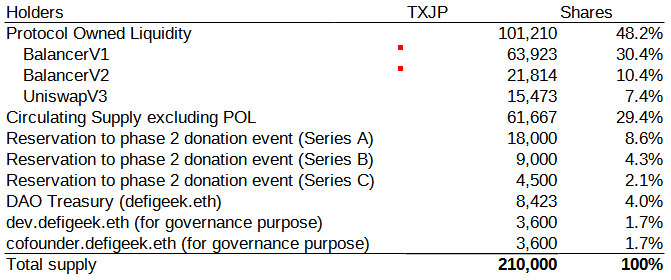 Holders TXJP Shares
Protocol Owned Liquidity 101,210 48.2%
BalancerV1 63,923 30.4%
BalancerV2 21,814 10.4%
UniswapV3 15,473 7.4%
Circulating Supply excluding POL 61,667 29.4%
Reservation to phase 2 donation event (Series A) 18,000 8.6%
Reservation to phase 2 donation event (Series B) 9,000 4.3%
Reservation to phase 2 donation event (Series C) 4,500 2.1%
DAO Treasury (defigeek.eth) 8,423 4.0%
dev.defigeek.eth (for governance purpose) 3,600 1.7%
cofounder.defigeek.eth (for governance purpose) 3,600 1.7%
Total supply 210,000 100%